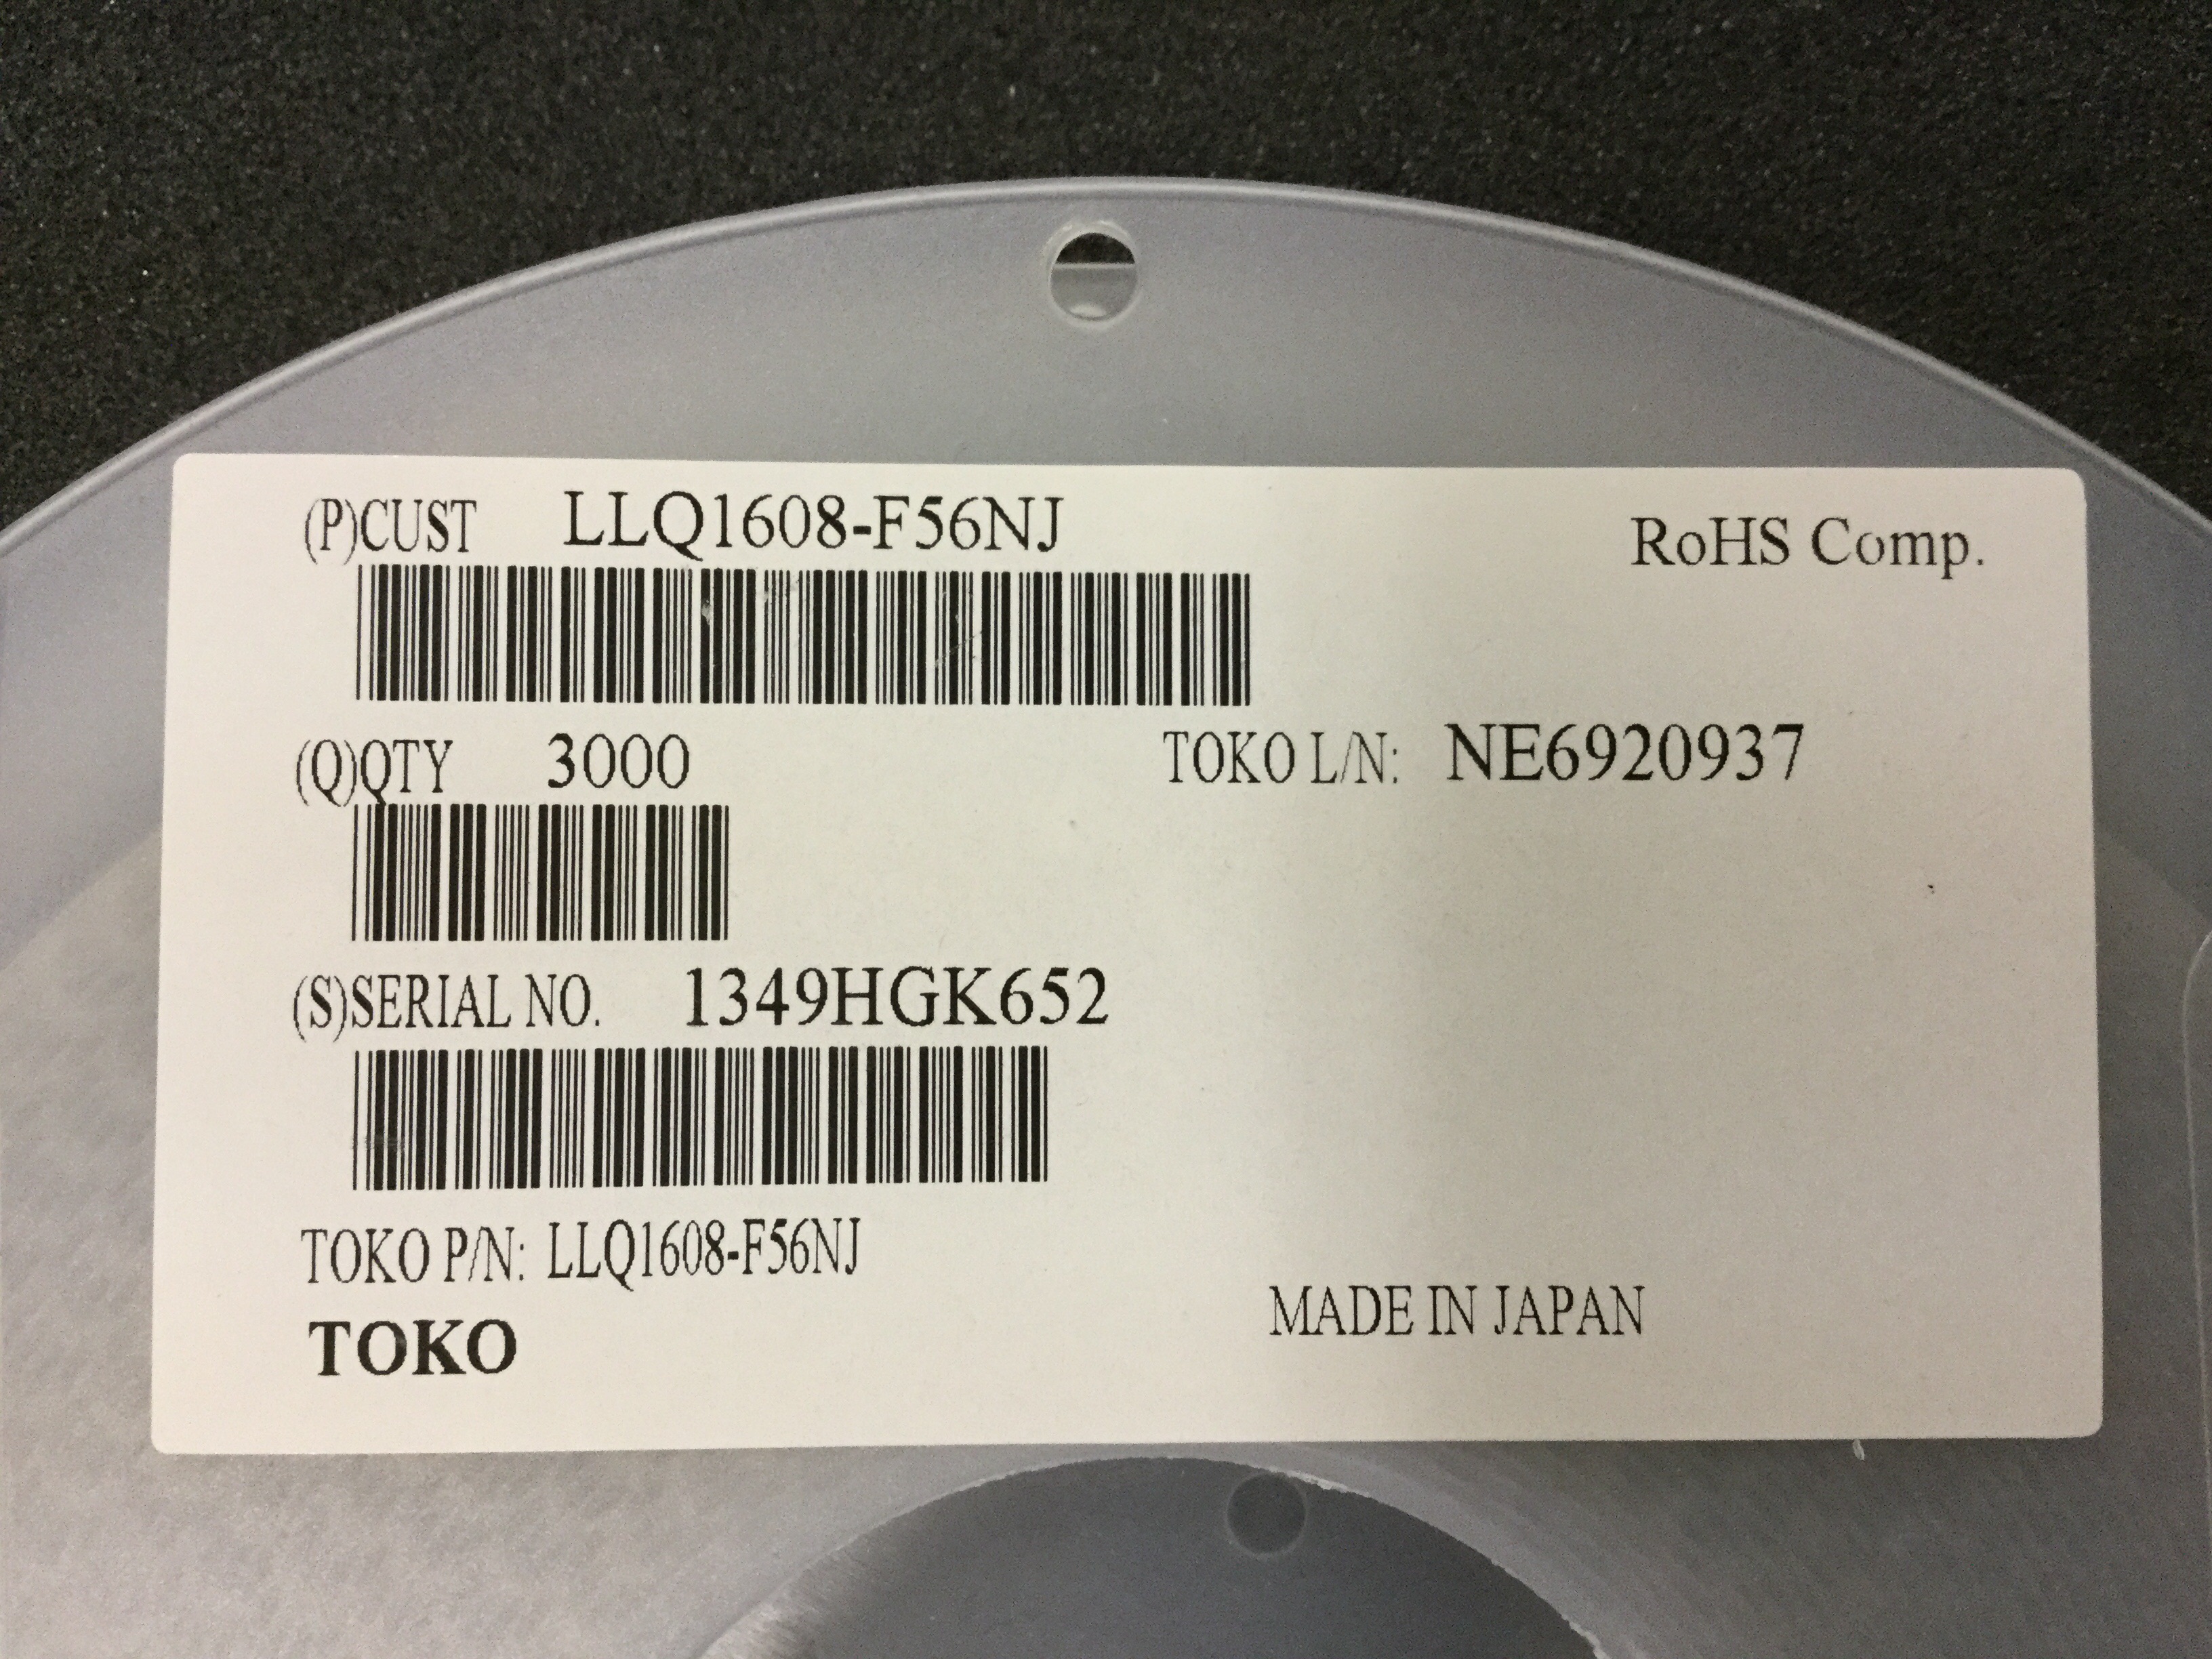 (P)CUST LLQ1608-F56NJ
RoHS Comp.
(Q)QTY 3000
TOKO L/N: NE6920937
(S)SERIAL NO. 1349HGK652
TOKO P/N: LLQ1608-F56NJ
TOKO
MADE IN JAPAN